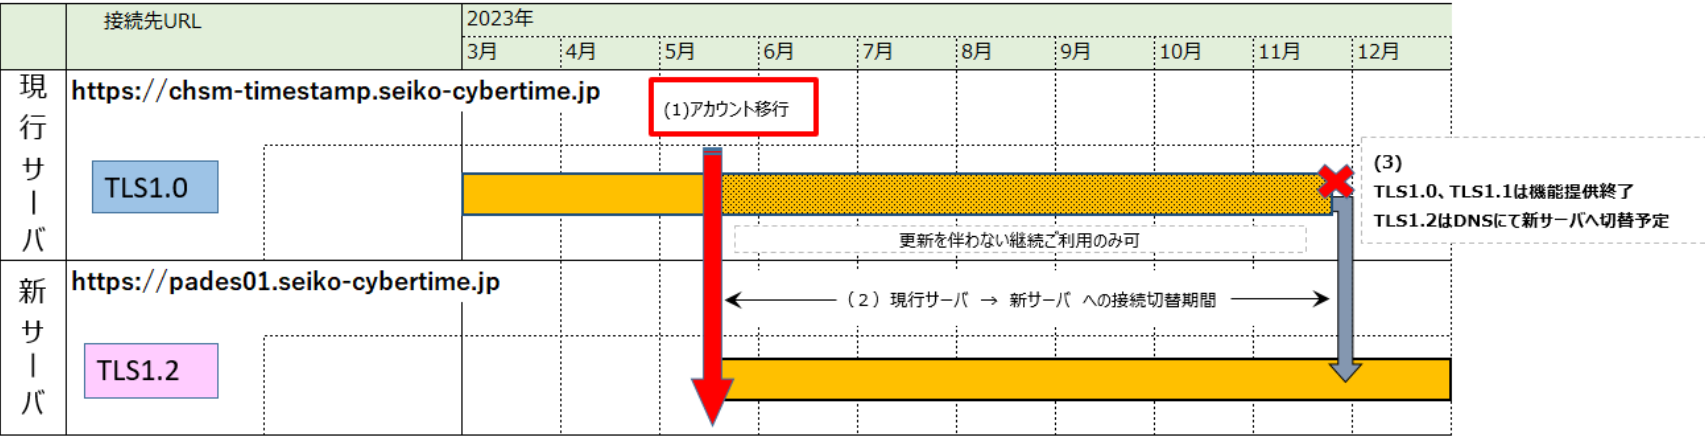 接続先URL
2023年
3月 4月 5月 6月 7月 8月 9月 10月 11月 12月
現行サーバ
https://chsm-timestamp.seiko-cybertime.jp
(1)アカウント移行
TLS1.0
(3)
TLS1.0、TLS1.1は機能提供終了
TLS1.2はDNSにて新サーバへ切替予定
更新を伴わない継続ご利用のみ可
新サーバ
https://pades01.seiko-cybertime.jp
(2)現行サーバ → 新サーバ への接続切替期間
TLS1.2